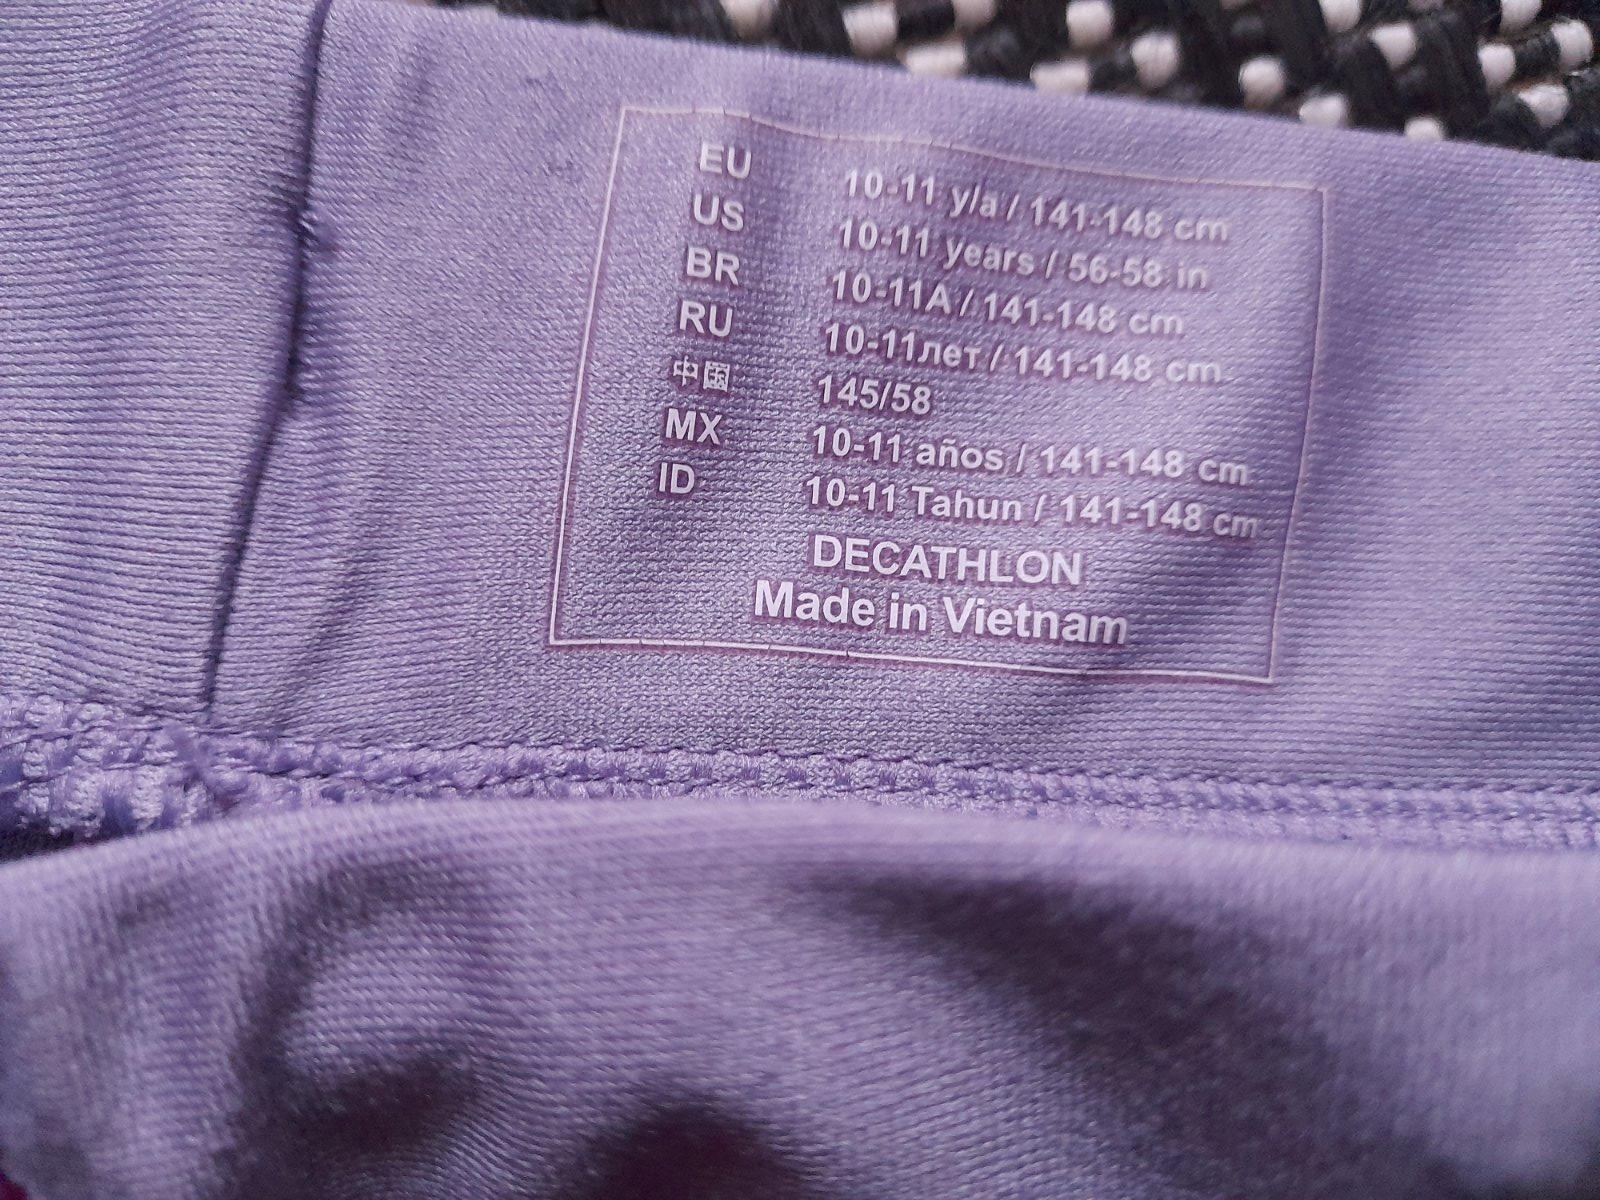 EU 10-11 y/a / 141-148 cm
US 10-11 years / 56-58 in
BR 10-11A / 141-148 cm
RU 10-11лет / 141-148 cm
中国 145/58
MX 10-11 años / 141-148 cm
ID 10-11 Tahun / 141-148 cm
DECATHLON
Made in Vietnam